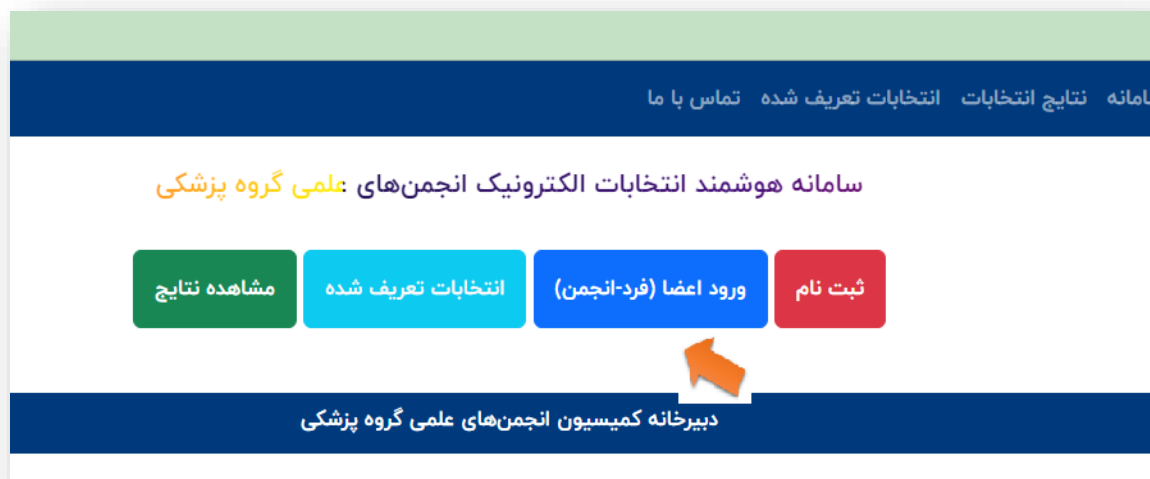 نتایج انتخابات انتخابات تعریف شده تماس با ما
سامانه هوشمند انتخابات الکترونیک انجمن‌های علمی گروه پزشکی
ثبت نام ورود اعضا (فرد-انجمن) انتخابات تعریف شده مشاهده نتایج
دبیرخانه کمیسیون انجمن‌های علمی گروه پزشکی